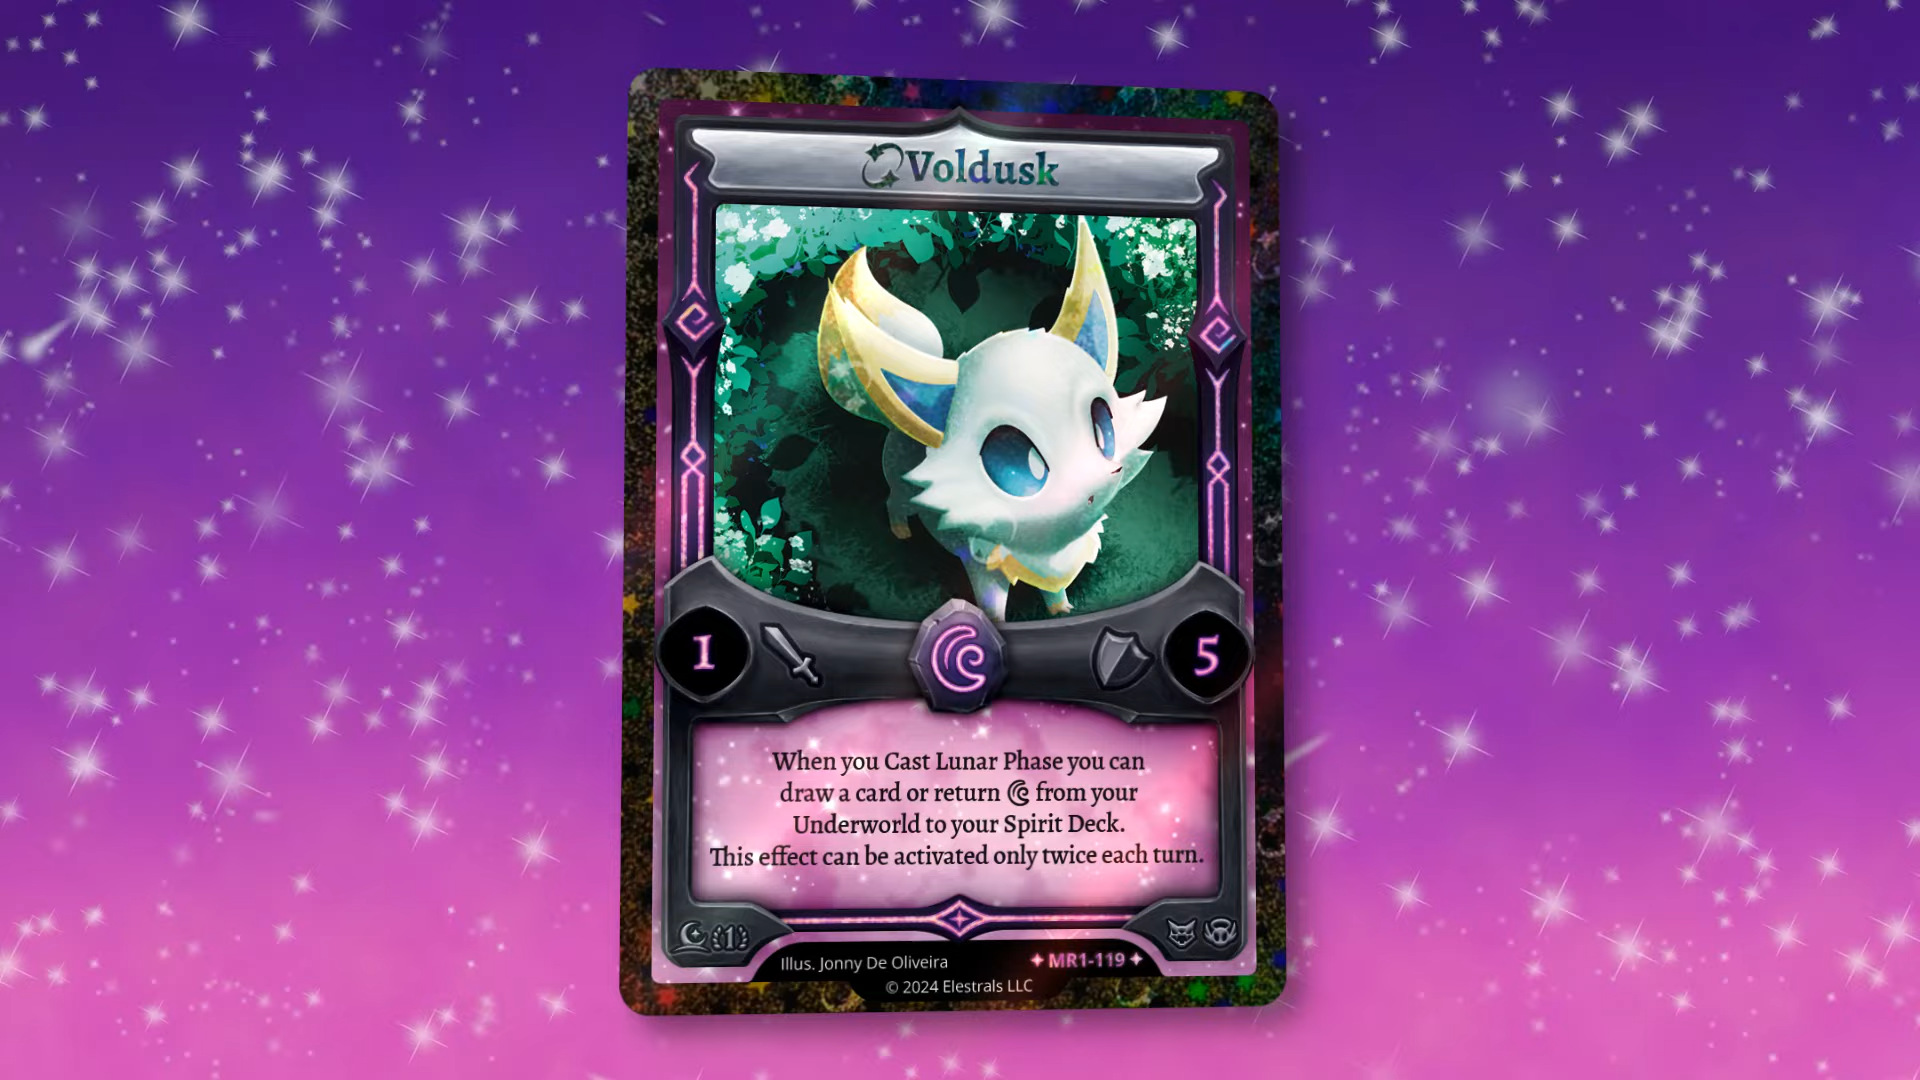 Voldusk
1
5
When you Cast Lunar Phase you can
draw a card or return from your
Underworld to your Spirit Deck.
This effect can be activated only twice each turn.
1
Illus. Jonny De Oliveira
MR1-119
© 2024 Elestrals LLC